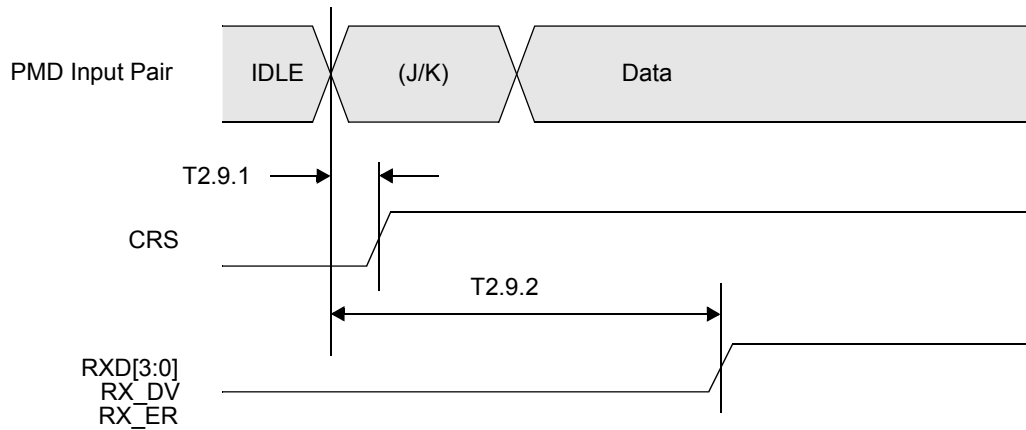 PMD Input Pair
IDLE
(J/K)
Data
T2.9.1
CRS
T2.9.2
RXD[3:0]
RX_DV
RX_ER